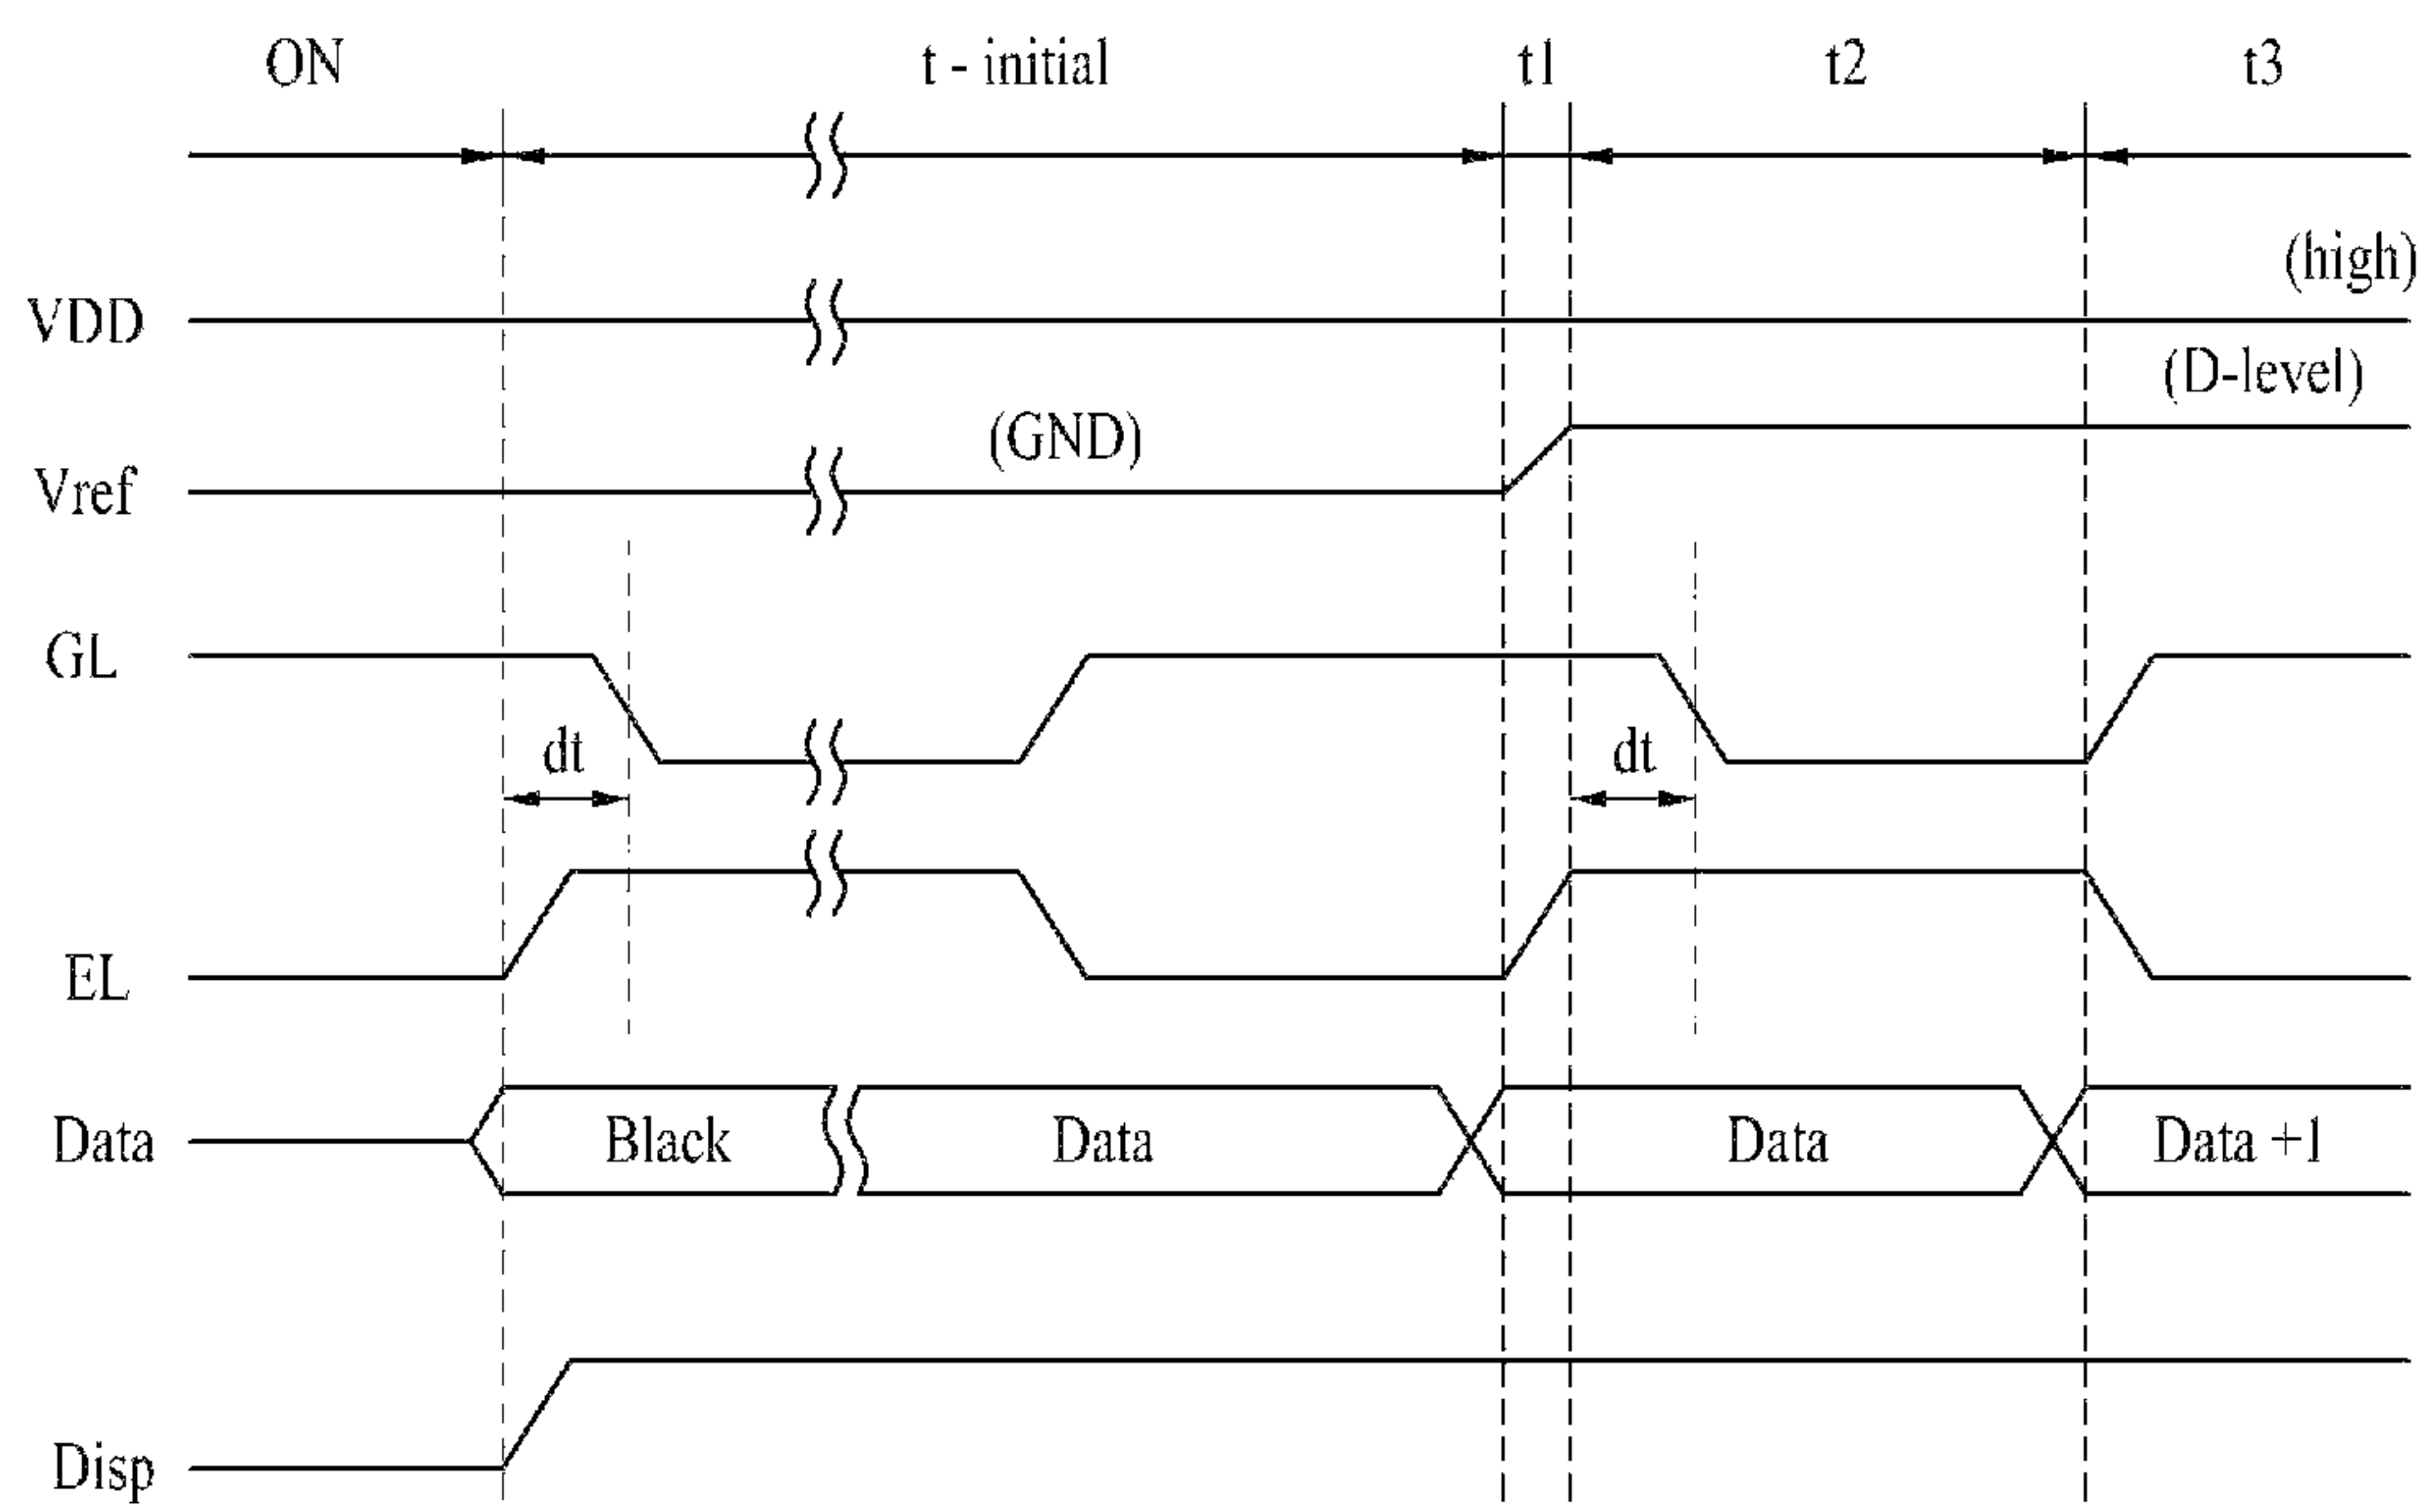 ON t - initial t1 t2 t3
(high)
VDD
(D-level)
(GND)
Vref
GL
dt dt
EL
Data Black Data Data Data +1
Disp